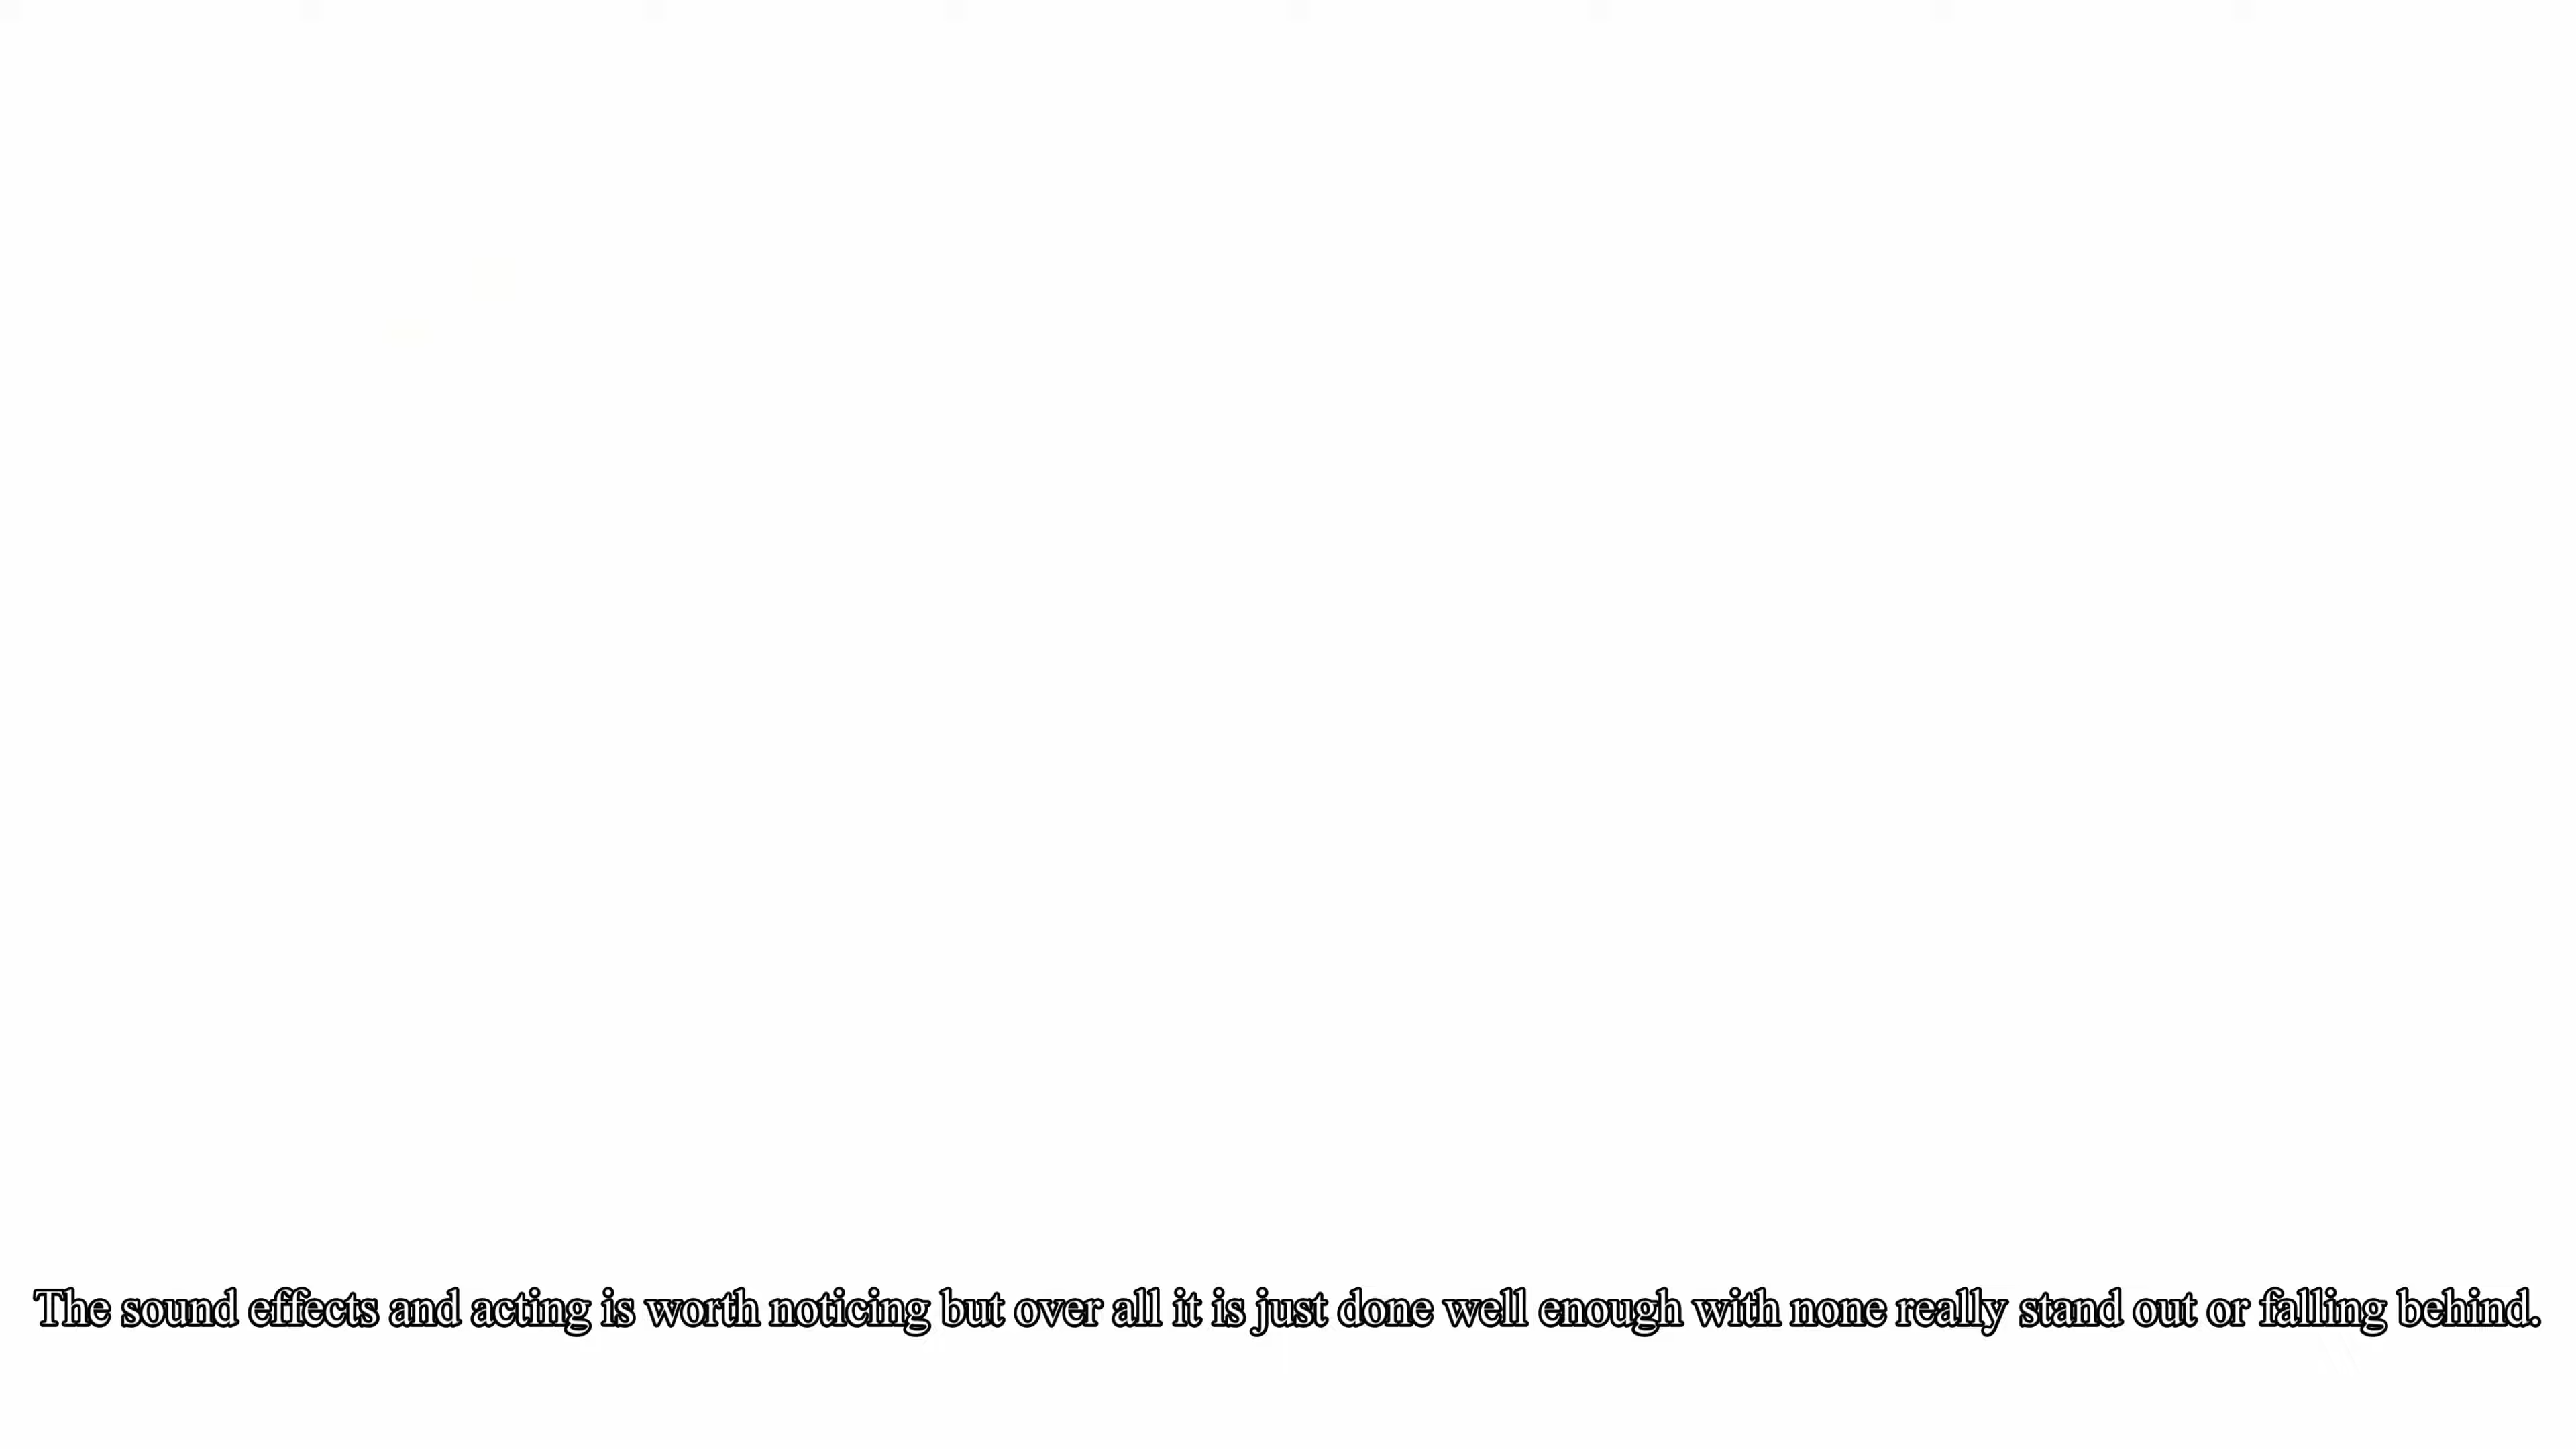 The sound effects and acting is worth noticing but over all it is just done well enough with none really stand out or falling behind.